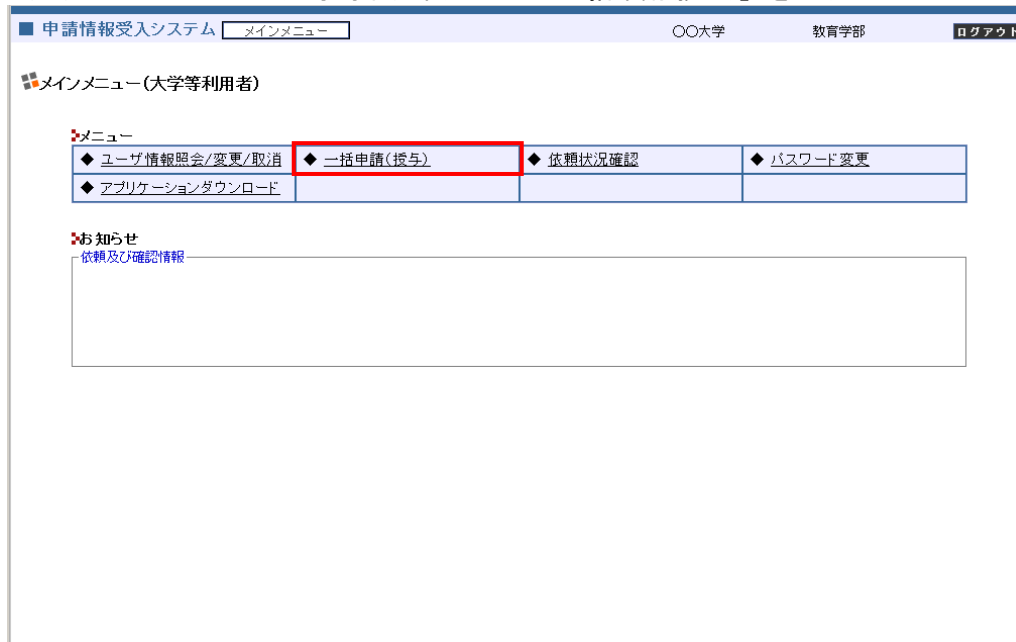 ■ 申請情報受入システム メインメニュー 〇〇大学 教育学部 ログアウト
メインメニュー(大学等利用者)
メニュー
◆ ユーザ情報照会/変更/取消 ◆ 一括申請(授与) ◆ 依頼状況確認 ◆ パスワード変更
◆ アプリケーションダウンロード
お知らせ
依頼及び確認情報